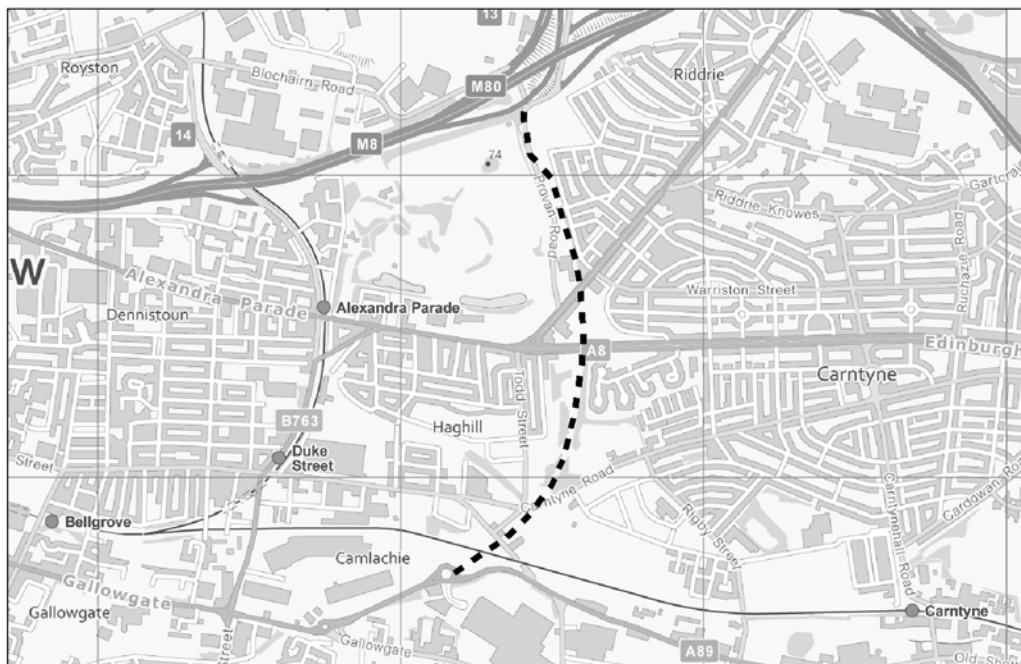 13
Royston
Blochairn Road
M80
Riddrie
14
M8
74
Provan Road
Gartcraig
Riddrie Knowes
Ruchazie Road
W
Alexandra Parade
Alexandra Parade
Dennistoun
Warriston Street
A8
Edinburgh
Carntyne
Todd Street
B763
Haghill
Duke
Street
Street
Carntyne Road
Rigby Street
Carntynehall Road
Cardowan Road
Bellgrove
Camlachie
Gallowgate
Gallowgate
Street
Gallowgate
Carntyne
A89